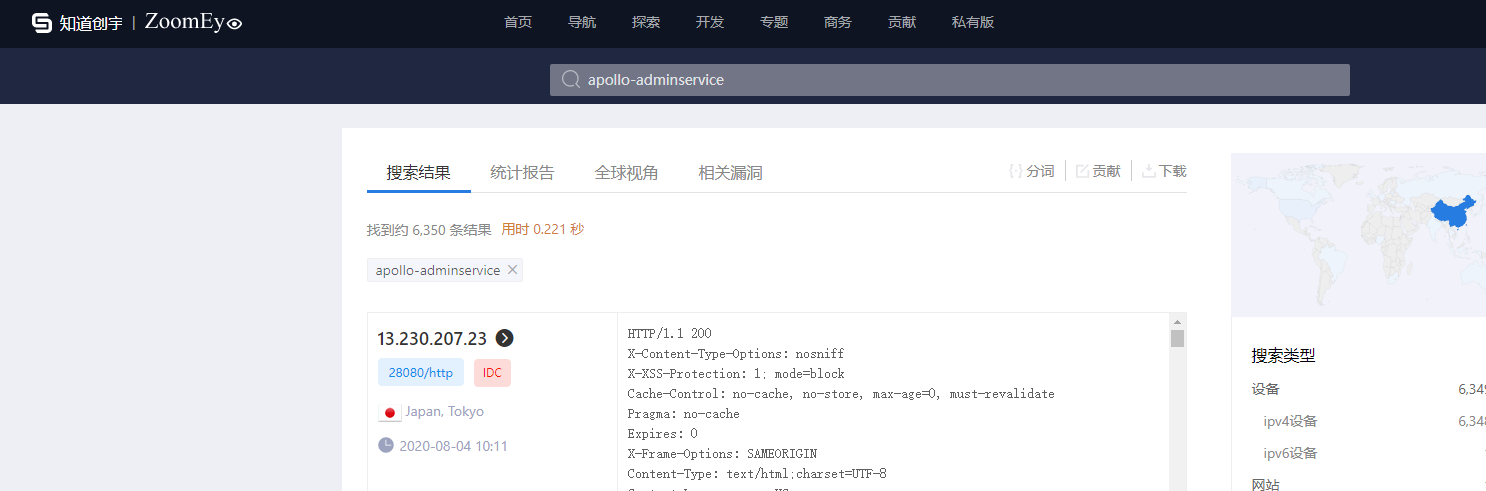 知道创宇 | ZoomEye
首页 导航 探索 开发 专题 商务 贡献 私有版
apollo-adminservice
搜索结果 统计报告 全球视角 相关漏洞 分词 贡献 下载
找到约 6,350 条结果 用时 0.221 秒
apollo-adminservice ×
13.230.207.23
28080/http IDC
Japan, Tokyo
2020-08-04 10:11
HTTP/1.1 200
X-Content-Type-Options: nosniff
X-XSS-Protection: 1; mode=block
Cache-Control: no-cache, no-store, max-age=0, must-revalidate
Pragma: no-cache
Expires: 0
X-Frame-Options: SAMEORIGIN
Content-Type: text/html;charset=UTF-8
搜索类型
设备 6,349
ipv4设备 6,348
ipv6设备
网站